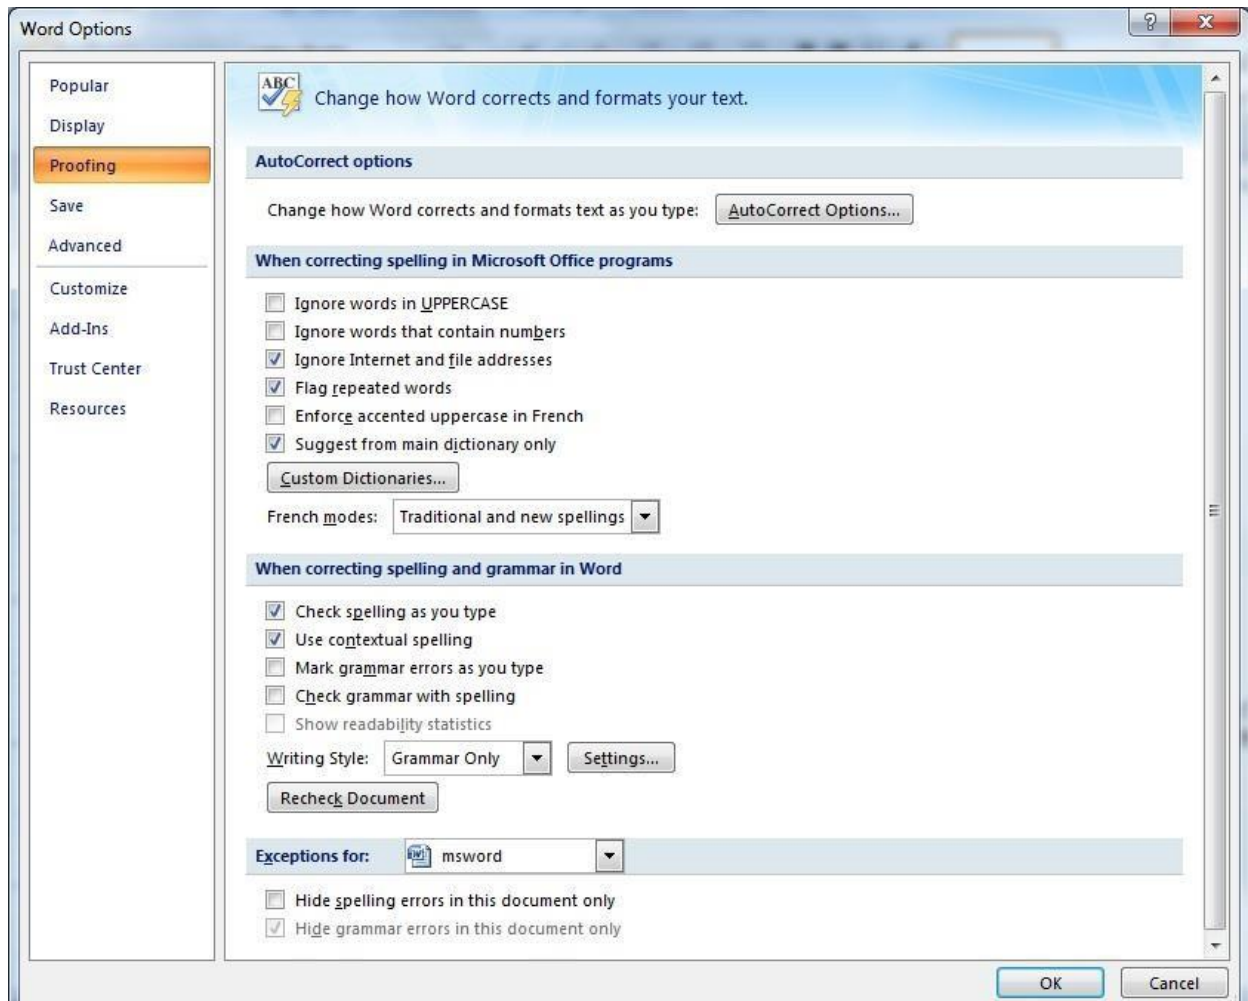 Word Options
Popular
Display
Proofing
Save
Advanced
Customize
Add-Ins
Trust Center
Resources
ABC
Change how Word corrects and formats your text.
AutoCorrect options
Change how Word corrects and formats text as you type: AutoCorrect Options...
When correcting spelling in Microsoft Office programs
Ignore words in UPPERCASE
Ignore words that contain numbers
Ignore Internet and file addresses
Flag repeated words
Enforce accented uppercase in French
Suggest from main dictionary only
Custom Dictionaries...
French modes: Traditional and new spellings
When correcting spelling and grammar in Word
Check spelling as you type
Use contextual spelling
Mark grammar errors as you type
Check grammar with spelling
Show readability statistics
Writing Style: Grammar Only Settings...
Recheck Document
Exceptions for: msword
Hide spelling errors in this document only
Hide grammar errors in this document only
OK Cancel